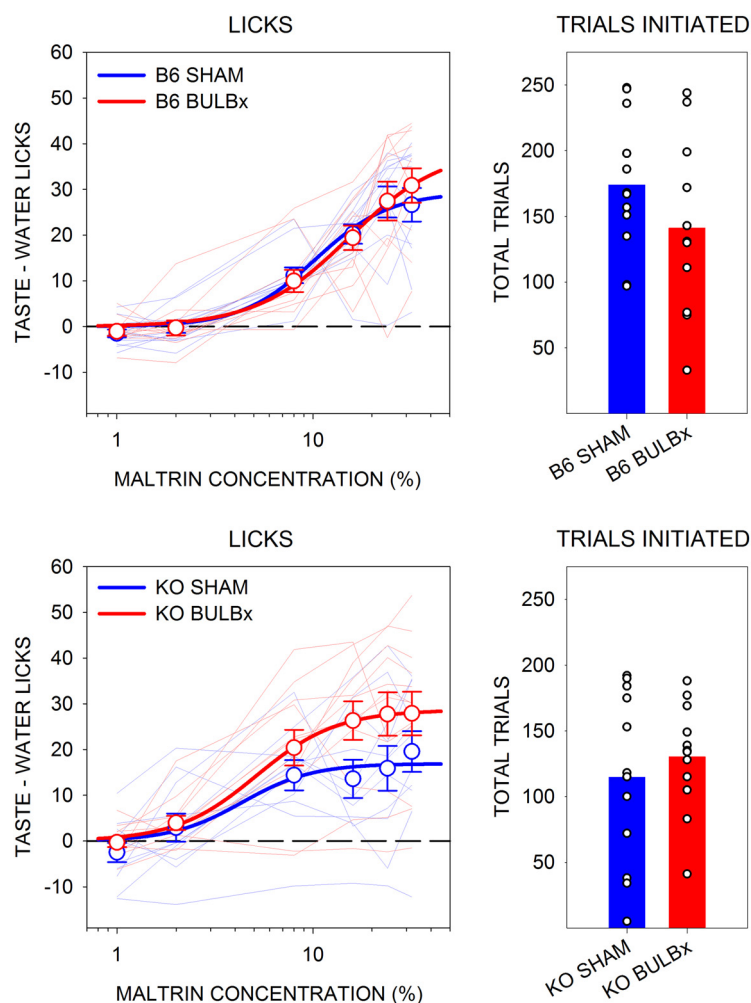 LICKS
TRIALS INITIATED
60
50
40
30
20
10
0
-10
TASTE - WATER LICKS
B6 SHAM
B6 BULBx
1
10
MALTRIN CONCENTRATION (%)
250
200
150
100
50
TOTAL TRIALS
B6 SHAM
B6 BULBx
LICKS
TRIALS INITIATED
60
50
40
30
20
10
0
-10
TASTE - WATER LICKS
KO SHAM
KO BULBx
1
10
MALTRIN CONCENTRATION (%)
250
200
150
100
50
TOTAL TRIALS
KO SHAM
KO BULBx